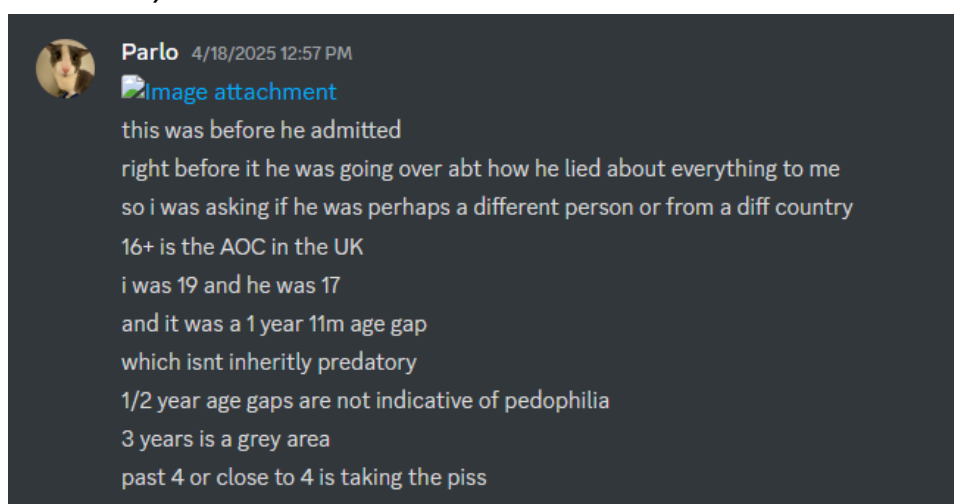 Parlo 4/18/2025 12:57 PM
Image attachment
this was before he admitted
right before it he was going over abt how he lied about everything to me
so i was asking if he was perhaps a different person or from a diff country
16+ is the AOC in the UK
i was 19 and he was 17
and it was a 1 year 11m age gap
which isnt inheritly predatory
1/2 year age gaps are not indicative of pedophilia
3 years is a grey area
past 4 or close to 4 is taking the piss